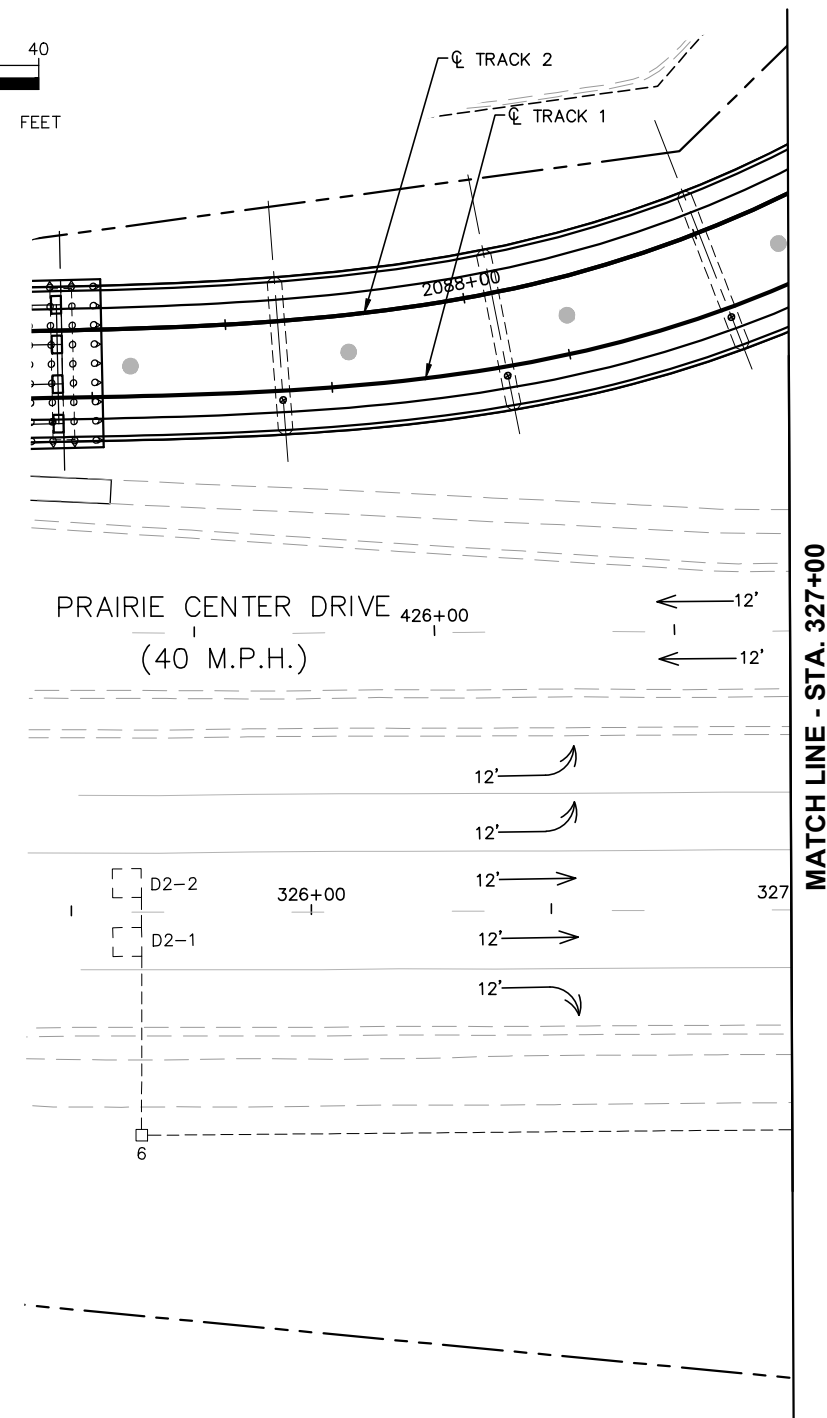 40
FEET
℄ TRACK 2
℄ TRACK 1
2088+00
PRAIRIE CENTER DRIVE
(40 M.P.H.)
426+00
12'
12'
12'
12'
D2-2
326+00
12'
327
D2-1
12'
12'
6
MATCH LINE - STA. 327+00